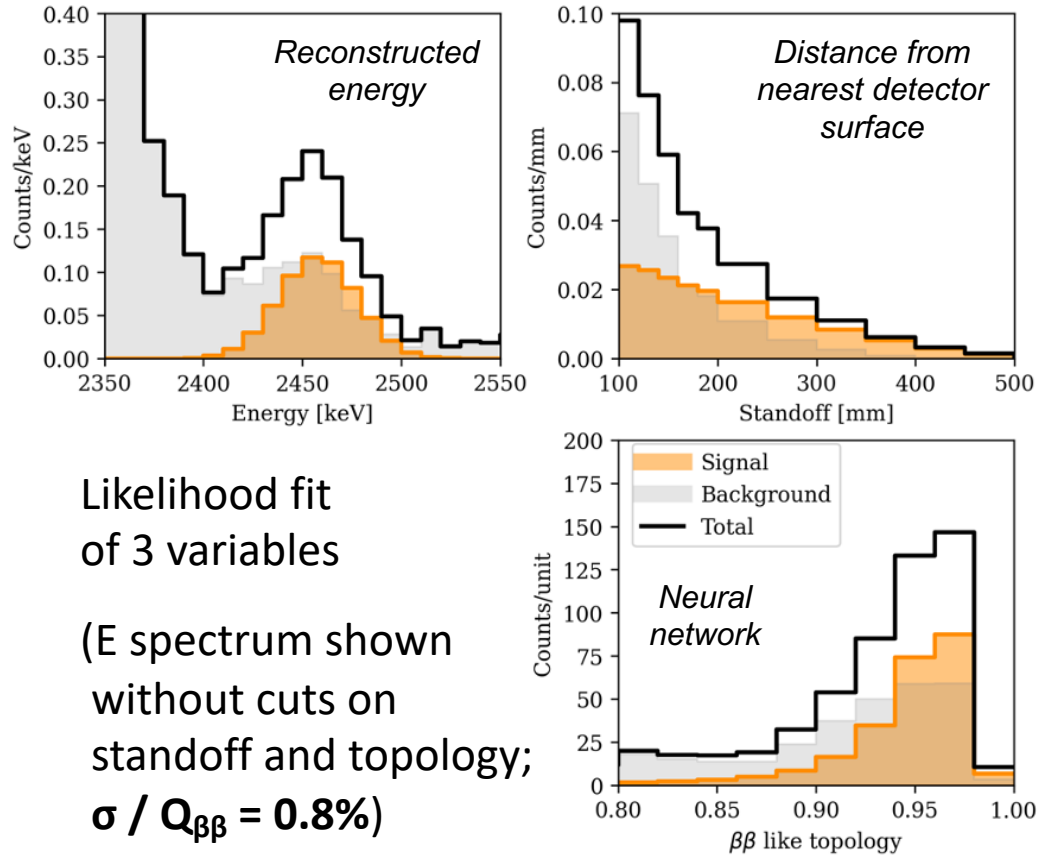 Reconstructed
energy
0.40
0.35
0.30
0.25
0.20
0.15
0.10
0.05
0.00
Counts/keV
2350
2400
2450
2500
2550
Energy [keV]
Distance from
nearest detector
surface
0.10
0.08
0.06
0.04
0.02
0.00
Counts/mm
100
200
300
400
500
Standoff [mm]
Likelihood fit
of 3 variables
(E spectrum shown
without cuts on
standoff and topology;
σ / Qββ = 0.8%)
Signal
Background
Total
Neural
network
200
175
150
125
100
75
50
25
0
Counts/unit
0.80
0.85
0.90
0.95
1.00
ββ like topology